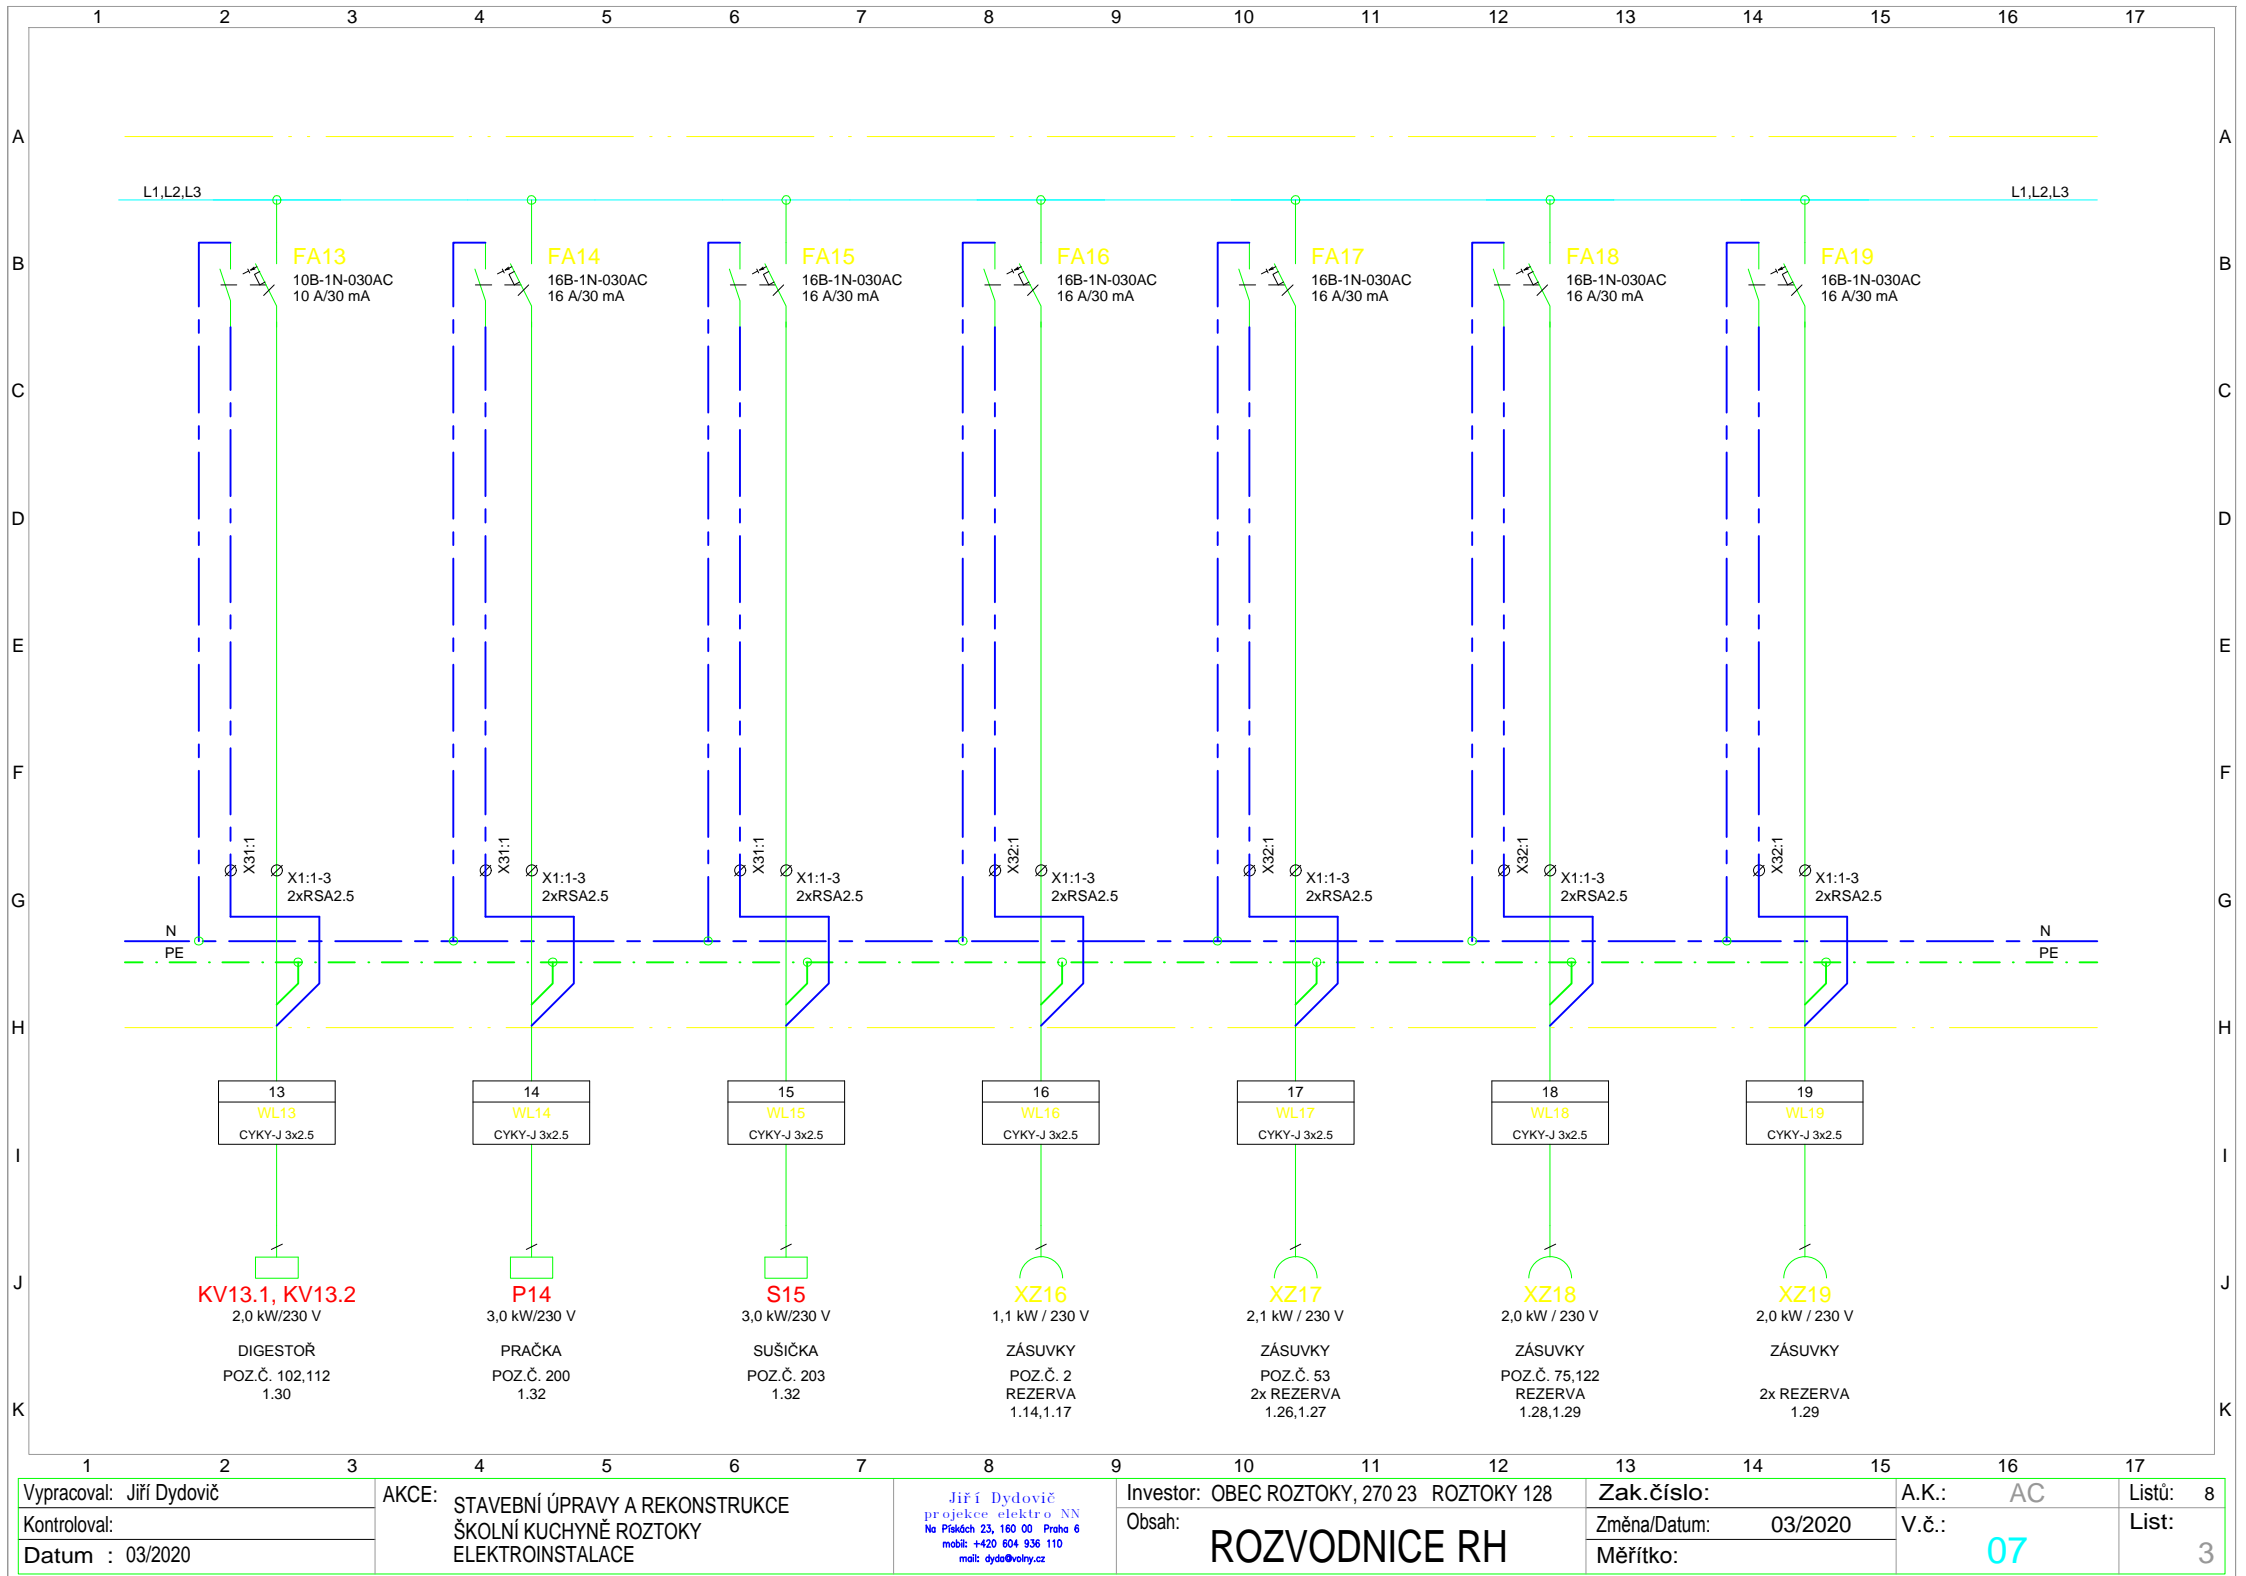 1 2 3 4 5 6 7 8 9 10 11 12 13 14 15 16 17
A A
L1,L2,L3 L1,L2,L3
B B
FA13
10B-1N-030AC
10 A/30 mA
FA14
16B-1N-030AC
16 A/30 mA
FA15
16B-1N-030AC
16 A/30 mA
FA16
16B-1N-030AC
16 A/30 mA
FA17
16B-1N-030AC
16 A/30 mA
FA18
16B-1N-030AC
16 A/30 mA
FA19
16B-1N-030AC
16 A/30 mA
C C
D D
E E
F F
X31:1
X1:1-3
2xRSA2.5
X31:1
X1:1-3
2xRSA2.5
X31:1
X1:1-3
2xRSA2.5
X32:1
X1:1-3
2xRSA2.5
X32:1
X1:1-3
2xRSA2.5
X32:1
X1:1-3
2xRSA2.5
X32:1
X1:1-3
2xRSA2.5
G G
N N
PE PE
H H
13
WL13
CYKY-J 3x2.5
14
WL14
CYKY-J 3x2.5
15
WL15
CYKY-J 3x2.5
16
WL16
CYKY-J 3x2.5
17
WL17
CYKY-J 3x2.5
18
WL18
CYKY-J 3x2.5
19
WL19
CYKY-J 3x2.5
I I
J J
KV13.1, KV13.2
2,0 kW/230 V
DIGESTOŘ
POZ.Č. 102,112
1.30
P14
3,0 kW/230 V
PRAČKA
POZ.Č. 200
1.32
S15
3,0 kW/230 V
SUŠIČKA
POZ.Č. 203
1.32
XZ16
1,1 kW / 230 V
ZÁSUVKY
POZ.Č. 2
REZERVA
1.14,1.17
XZ17
2,1 kW / 230 V
ZÁSUVKY
POZ.Č. 53
2x REZERVA
1.26,1.27
XZ18
2,0 kW / 230 V
ZÁSUVKY
POZ.Č. 75,122
REZERVA
1.28,1.29
XZ19
2,0 kW / 230 V
ZÁSUVKY
2x REZERVA
1.29
K K
1 2 3 4 5 6 7 8 9 10 11 12 13 14 15 16 17
Vypracoval: Jiří Dydovič
Kontroloval:
Datum : 03/2020
AKCE: STAVEBNÍ ÚPRAVY A REKONSTRUKCE
ŠKOLNÍ KUCHYNĚ ROZTOKY
ELEKTROINSTALACE
Jiří Dydovič
projekce elektro NN
Na Pískách 23, 160 00 Praha 6
mobil: +420 604 936 110
mail: dyda@volny.cz
Investor: OBEC ROZTOKY, 270 23 ROZTOKY 128
Obsah: ROZVODNICE RH
Zak.číslo:
Změna/Datum: 03/2020
Měřítko:
A.K.: AC
V.č.: 07
Listů: 8
List: 3